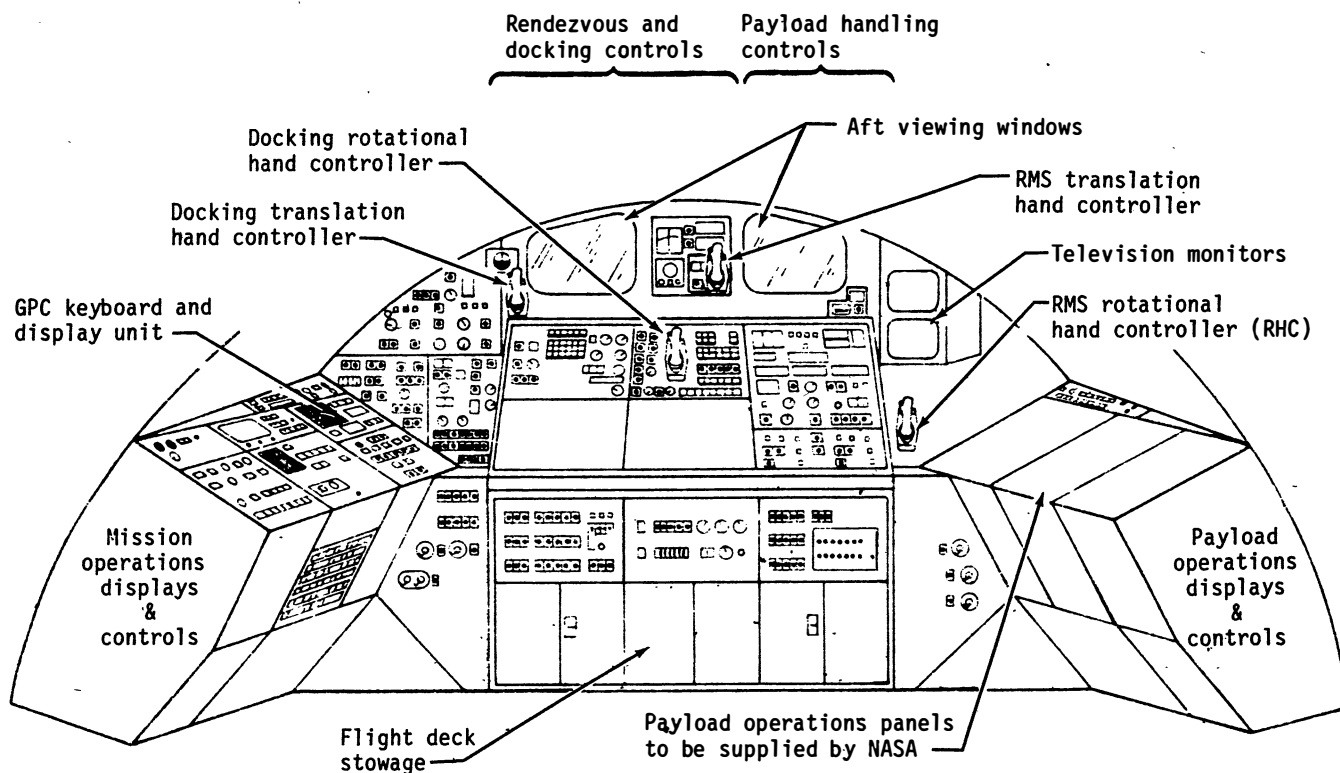 Rendezvous and
docking controls
Payload handling
controls
Docking rotational
hand controller
Aft viewing windows
RMS translation
hand controller
Docking translation
hand controller
Television monitors
GPC keyboard and
display unit
RMS rotational
hand controller (RHC)
Mission
operations
displays
&
controls
Payload
operations
displays
&
controls
Flight deck
stowage
Payload operations panels
to be supplied by NASA